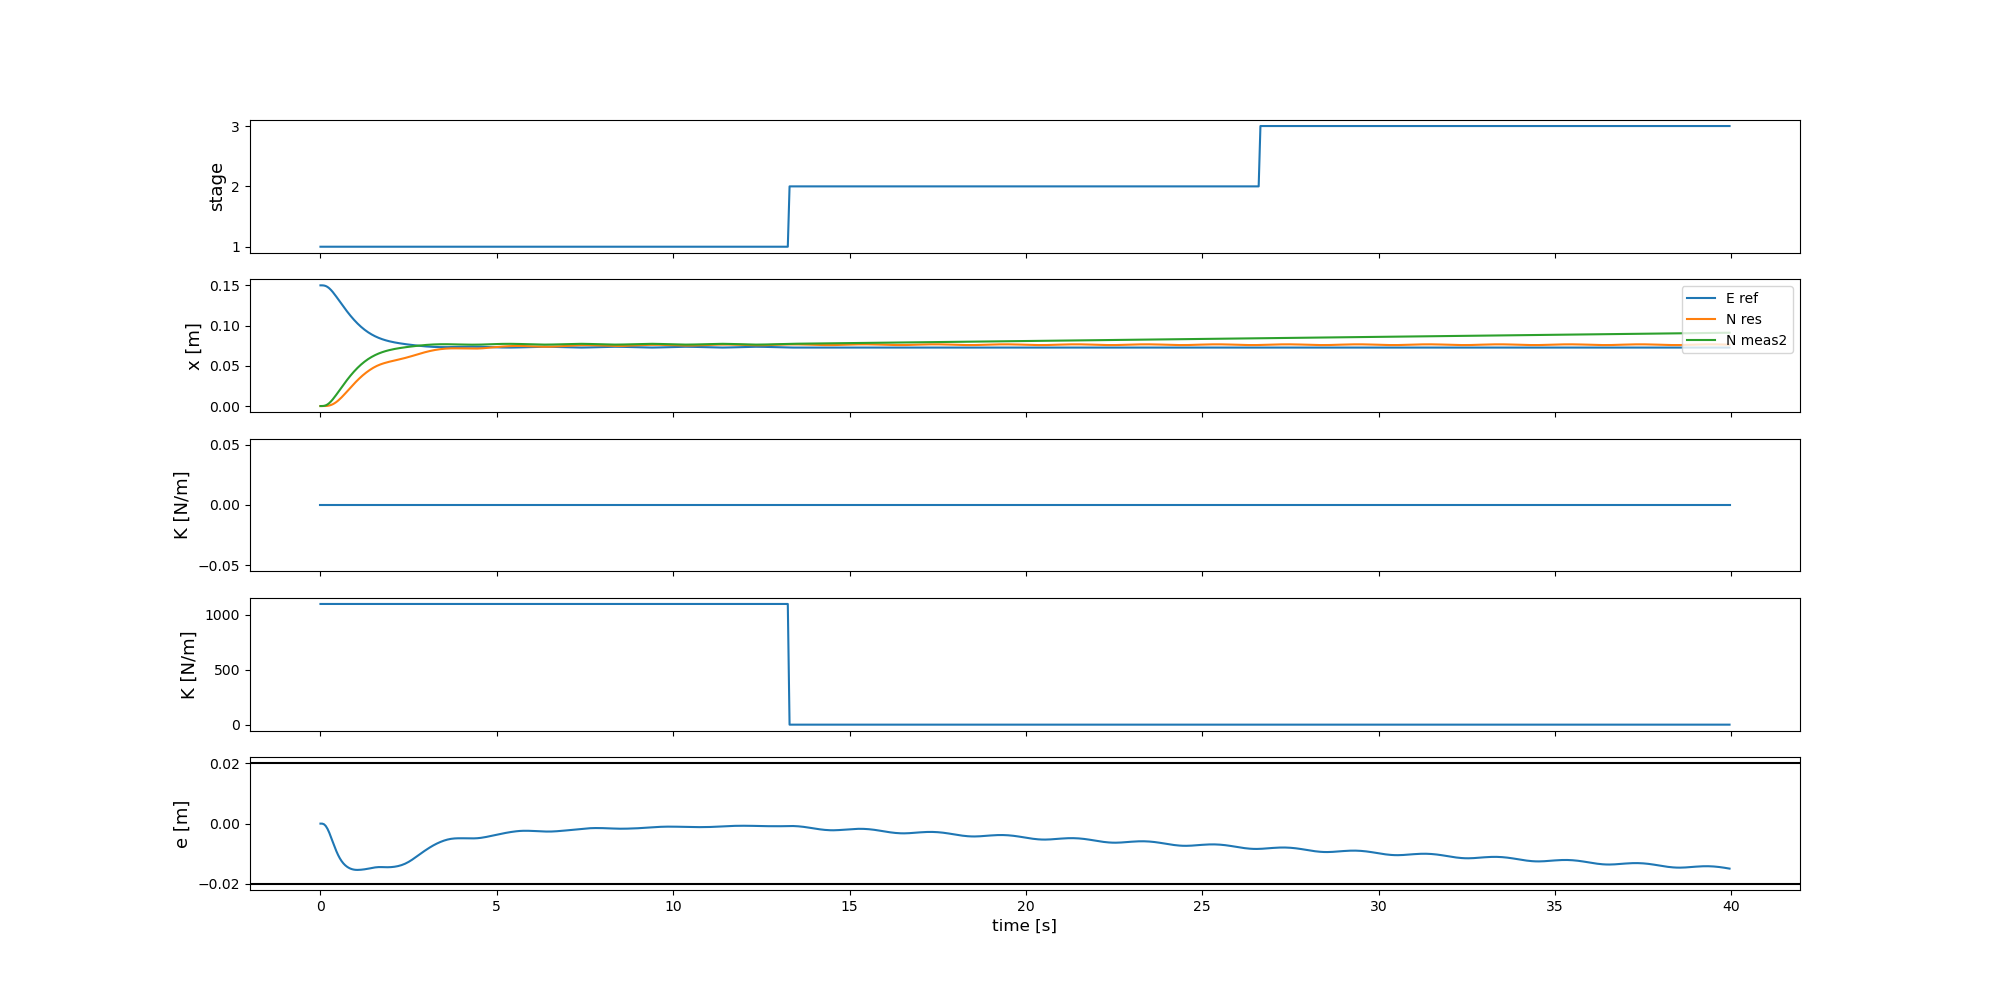 3
2
1
stage
0.15
0.10
0.05
0.00
x [m]
E ref
N res
N meas2
0.05
0.00
−0.05
K [N/m]
1000
500
0
K [N/m]
0.02
0.00
−0.02
e [m]
0 5 10 15 20 25 30 35 40
time [s]